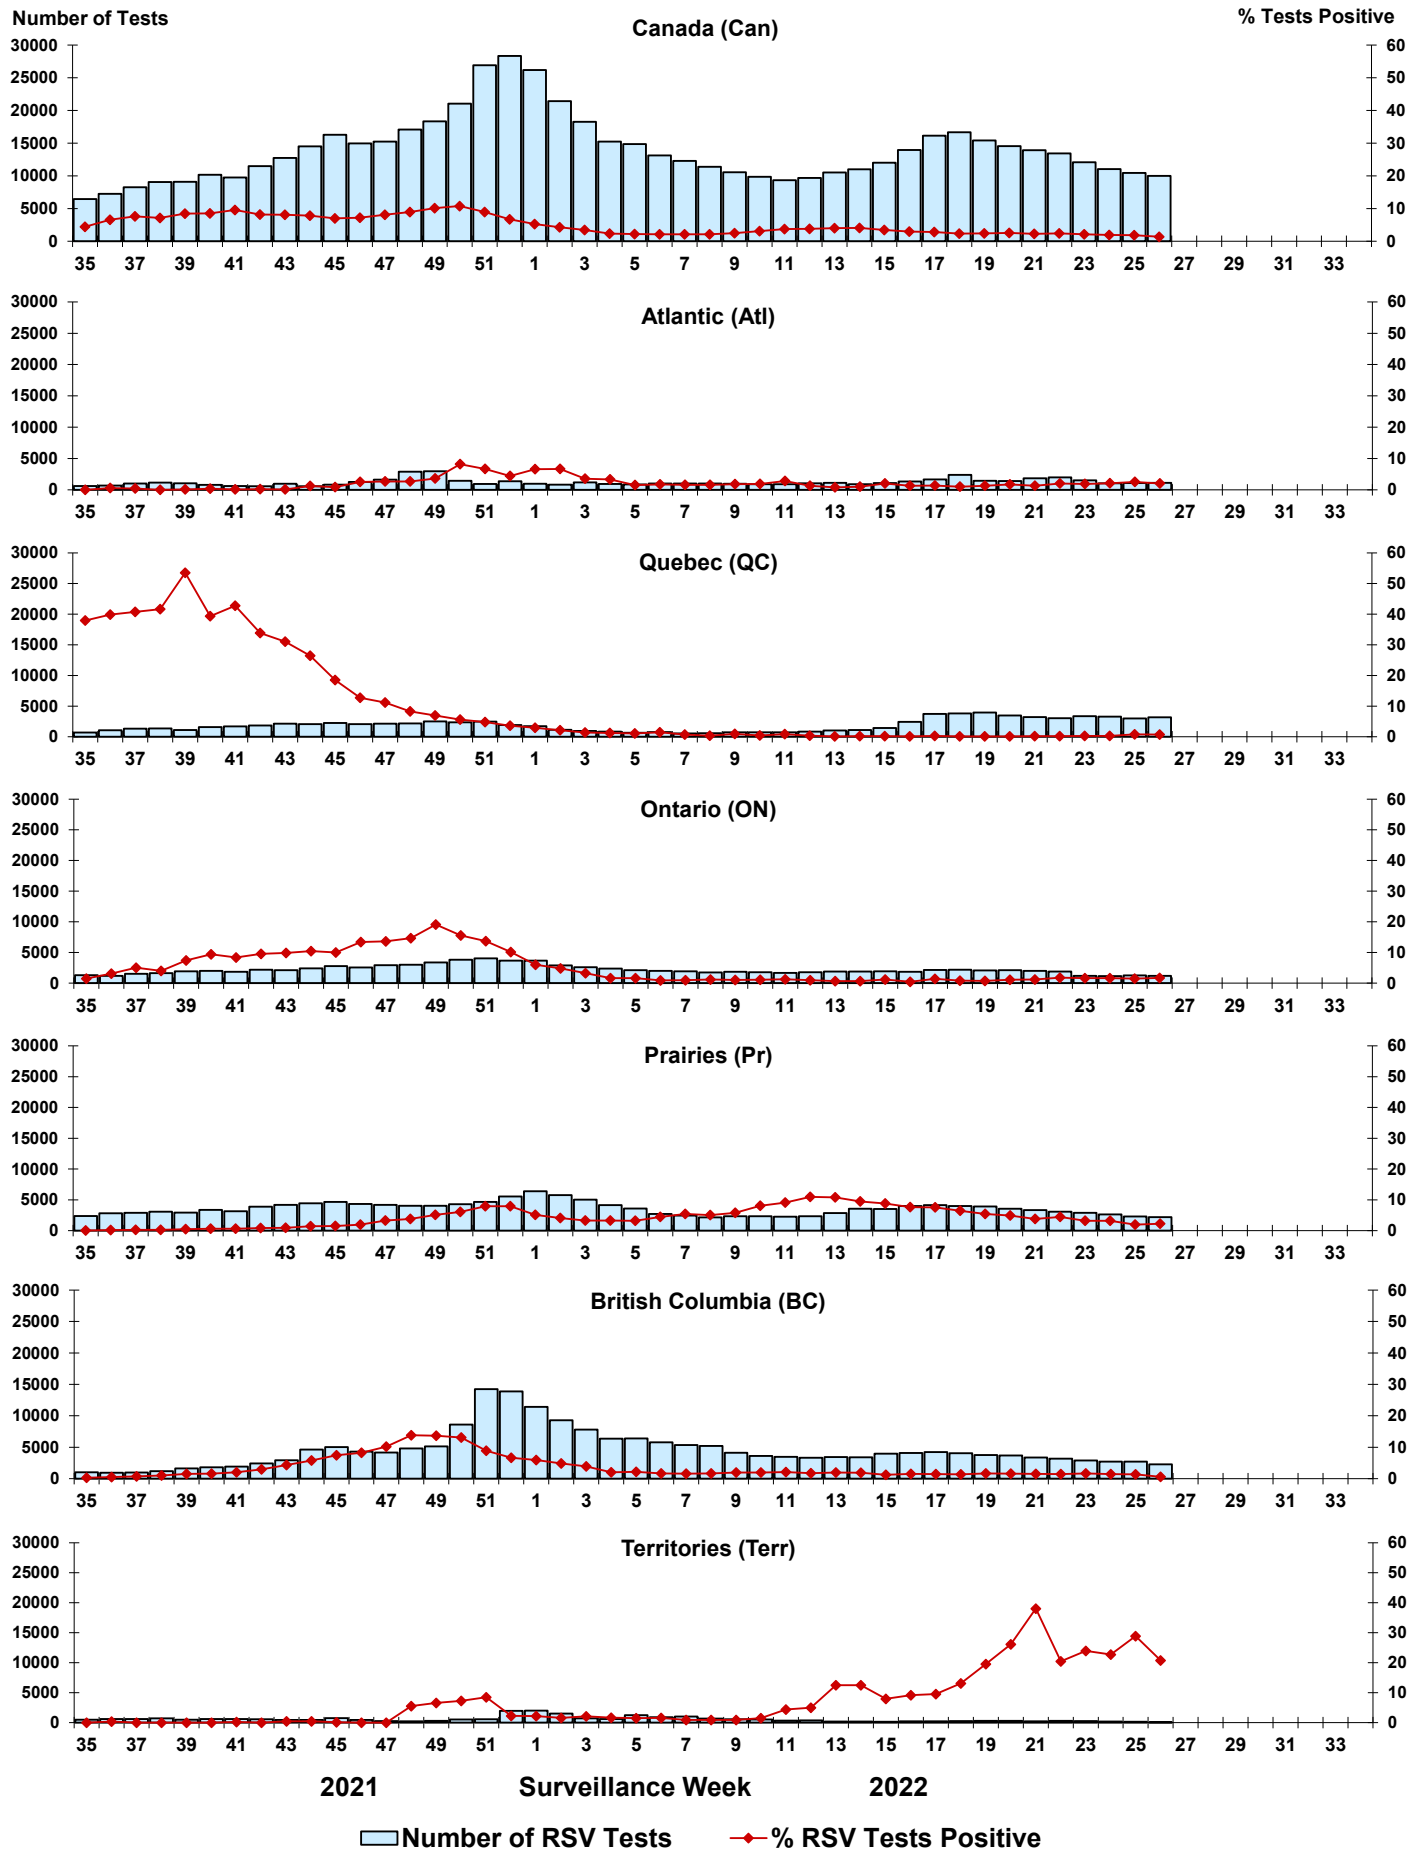 Number of Tests
% Tests Positive
Canada (Can)
30000 60
25000 50
20000 40
15000 30
10000 20
5000 10
0 0
35 37 39 41 43 45 47 49 51 1 3 5 7 9 11 13 15 17 19 21 23 25 27 29 31 33
Atlantic (Atl)
30000 60
25000 50
20000 40
15000 30
10000 20
5000 10
0 0
35 37 39 41 43 45 47 49 51 1 3 5 7 9 11 13 15 17 19 21 23 25 27 29 31 33
Quebec (QC)
30000 60
25000 50
20000 40
15000 30
10000 20
5000 10
0 0
35 37 39 41 43 45 47 49 51 1 3 5 7 9 11 13 15 17 19 21 23 25 27 29 31 33
Ontario (ON)
30000 60
25000 50
20000 40
15000 30
10000 20
5000 10
0 0
35 37 39 41 43 45 47 49 51 1 3 5 7 9 11 13 15 17 19 21 23 25 27 29 31 33
Prairies (Pr)
30000 60
25000 50
20000 40
15000 30
10000 20
5000 10
0 0
35 37 39 41 43 45 47 49 51 1 3 5 7 9 11 13 15 17 19 21 23 25 27 29 31 33
British Columbia (BC)
30000 60
25000 50
20000 40
15000 30
10000 20
5000 10
0 0
35 37 39 41 43 45 47 49 51 1 3 5 7 9 11 13 15 17 19 21 23 25 27 29 31 33
Territories (Terr)
30000 60
25000 50
20000 40
15000 30
10000 20
5000 10
0 0
35 37 39 41 43 45 47 49 51 1 3 5 7 9 11 13 15 17 19 21 23 25 27 29 31 33
2021 Surveillance Week 2022
Number of RSV Tests % RSV Tests Positive